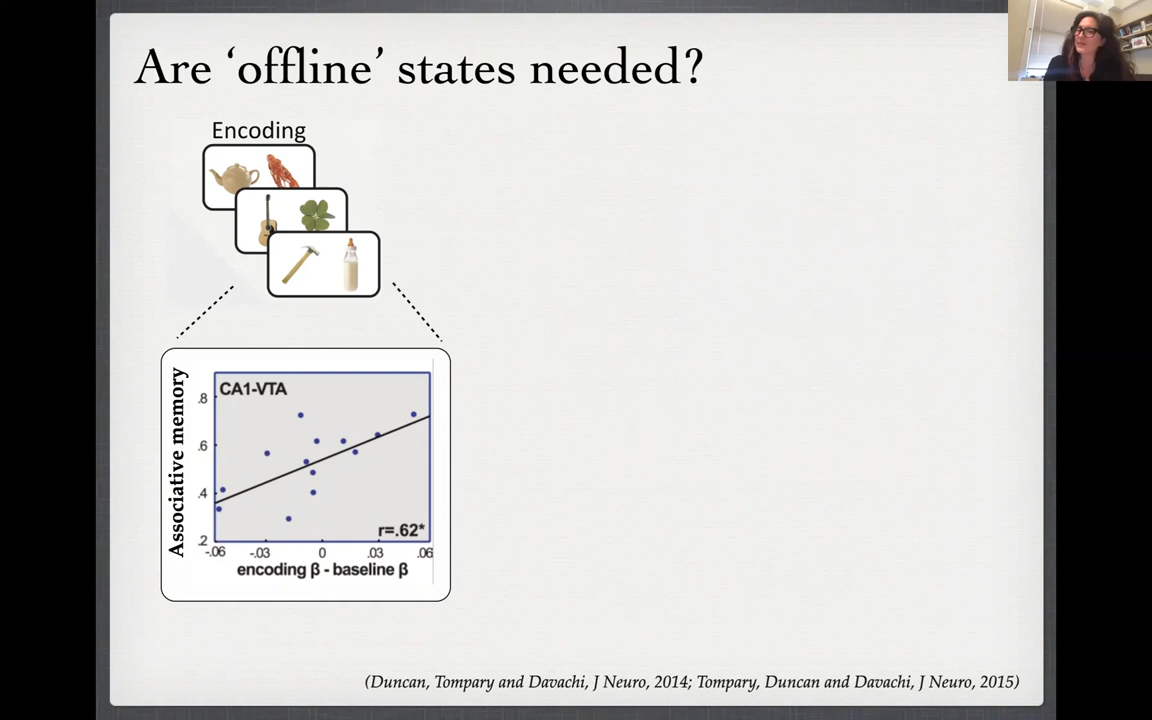 Are ‘offline’ states needed?
Encoding
Associative memory
CA1-VTA
.8
.6
.4
.2
r=.62*
-.06 -.03 0 .03 .06
encoding β - baseline β
(Duncan, Tompary and Davachi, J Neuro, 2014; Tompary, Duncan and Davachi, J Neuro, 2015)